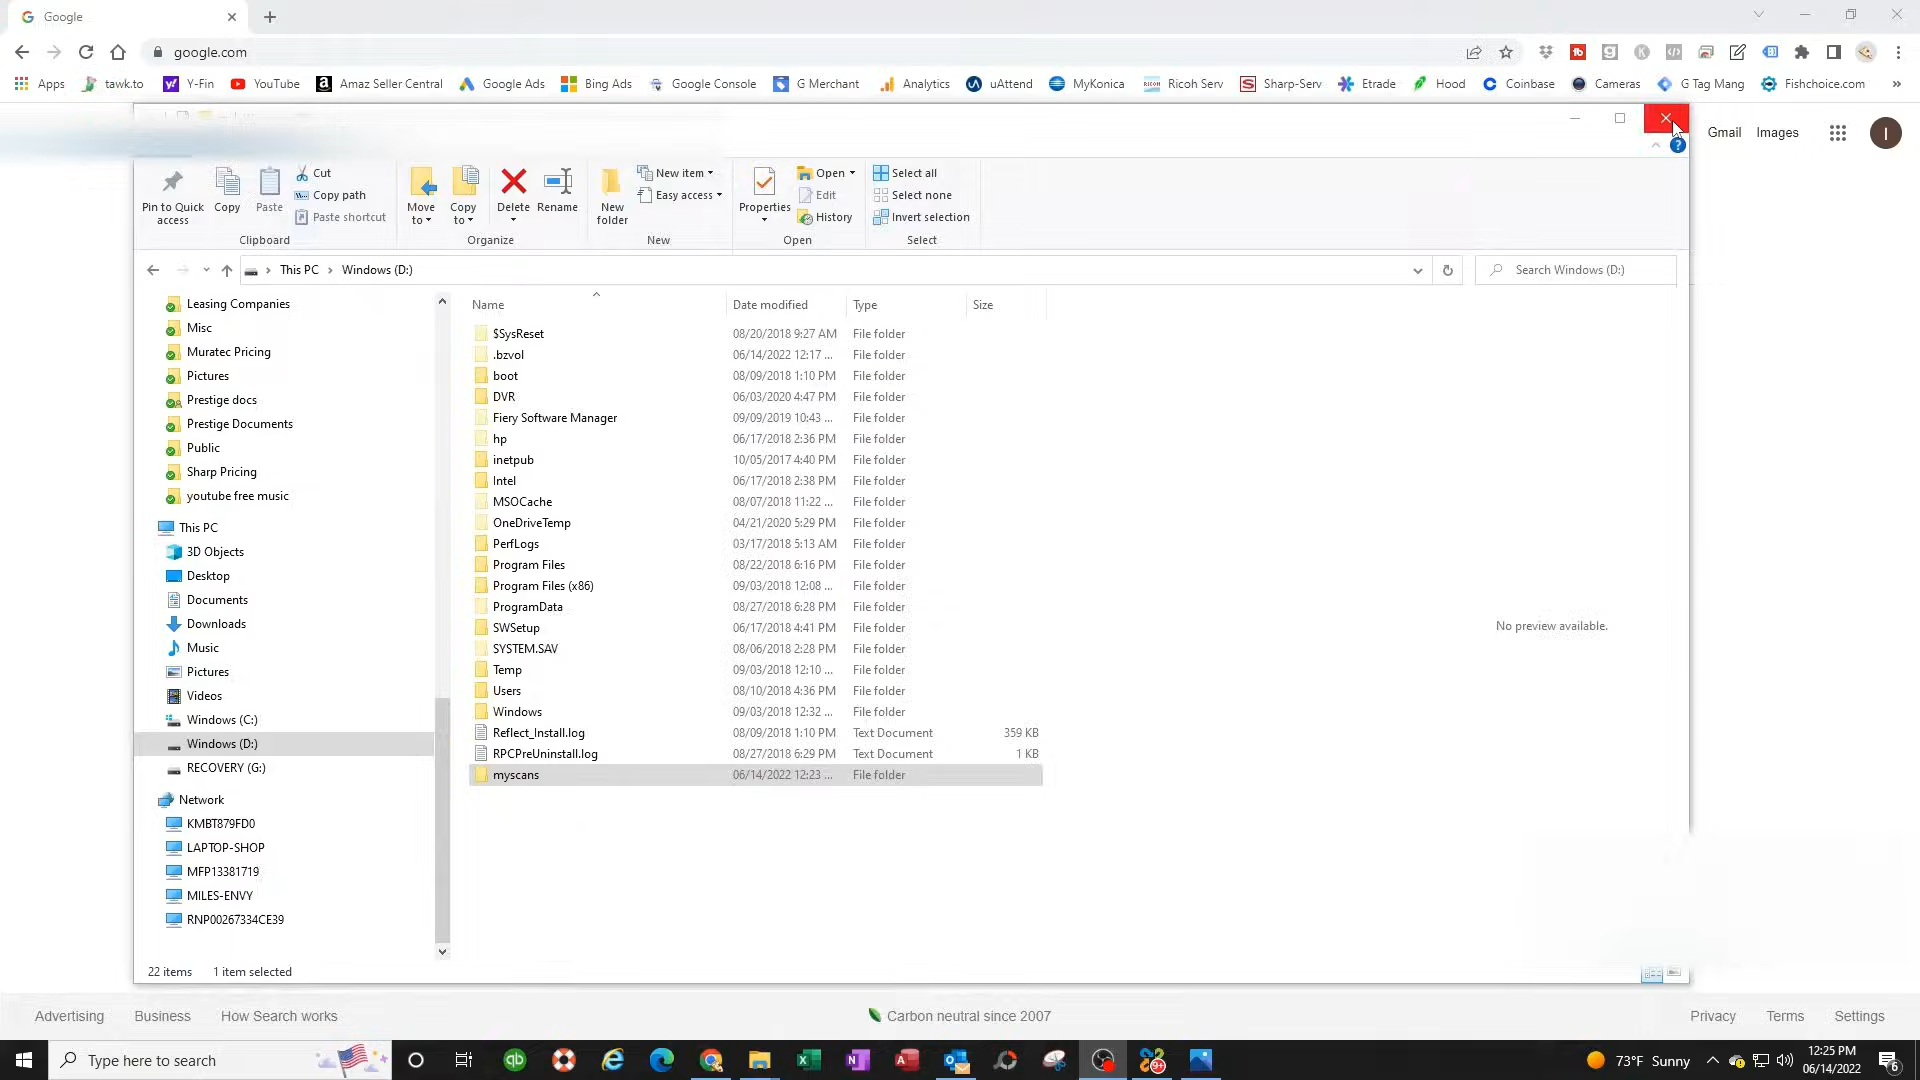 Google
google.com
Apps tawk.to Y-Fin YouTube Amaz Seller Central Google Ads Bing Ads Google Console G Merchant Analytics uAttend MyKonica Ricoh Serv Sharp-Serv Etrade Hood Coinbase Cameras G Tag Mang Fishchoice.com »
Gmail Images I
Pin to Quick access
Copy
Paste
Cut
Copy path
Paste shortcut
Clipboard
Move to
Copy to
Delete
Rename
Organize
New folder
New item
Easy access
New
Properties
Open
Edit
History
Open
Select all
Select none
Invert selection
Select
This PC > Windows (D:)
Search Windows (D:)
Leasing Companies
Misc
Muratec Pricing
Pictures
Prestige docs
Prestige Documents
Public
Sharp Pricing
youtube free music
This PC
3D Objects
Desktop
Documents
Downloads
Music
Pictures
Videos
Windows (C:)
Windows (D:)
RECOVERY (G:)
Network
KMBT879FD0
LAPTOP-SHOP
MFP13381719
MILES-ENVY
RNP00267334CE39
Name Date modified Type Size
$SysReset 08/20/2018 9:27 AM File folder
.bzvol 06/14/2022 12:17 ... File folder
boot 08/09/2018 1:10 PM File folder
DVR 06/03/2020 4:47 PM File folder
Fiery Software Manager 09/09/2019 10:43 ... File folder
hp 06/17/2018 2:36 PM File folder
inetpub 10/05/2017 4:40 PM File folder
Intel 06/17/2018 2:38 PM File folder
MSOCache 08/07/2018 11:22 ... File folder
OneDriveTemp 04/21/2020 5:29 PM File folder
PerfLogs 03/17/2018 5:13 AM File folder
Program Files 08/22/2018 6:16 PM File folder
Program Files (x86) 09/03/2018 12:08 ... File folder
ProgramData 08/27/2018 6:28 PM File folder
SWSetup 06/17/2018 4:41 PM File folder
SYSTEM.SAV 08/06/2018 2:28 PM File folder
Temp 09/03/2018 12:10 ... File folder
Users 08/10/2018 4:36 PM File folder
Windows 09/03/2018 12:32 ... File folder
Reflect_Install.log 08/09/2018 1:10 PM Text Document 359 KB
RPCPreUninstall.log 08/27/2018 6:29 PM Text Document 1 KB
myscans 06/14/2022 12:23 ... File folder
No preview available.
22 items 1 item selected
Advertising Business How Search works Carbon neutral since 2007 Privacy Terms Settings
Type here to search
73°F Sunny
12:25 PM
06/14/2022
6